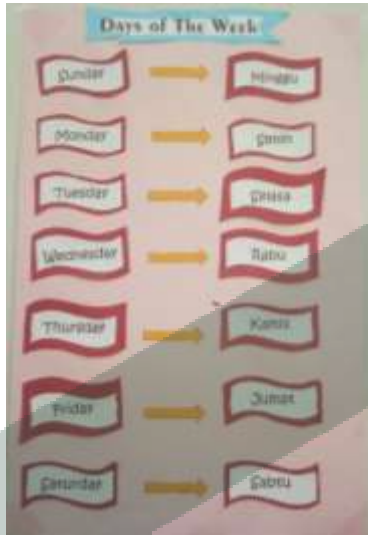 Days of The Week
Sunday Minggu
Monday Senin
Tuesday Selasa
Wednesday Rabu
Thursday Kamis
Friday Jumat
Saturday Sabtu